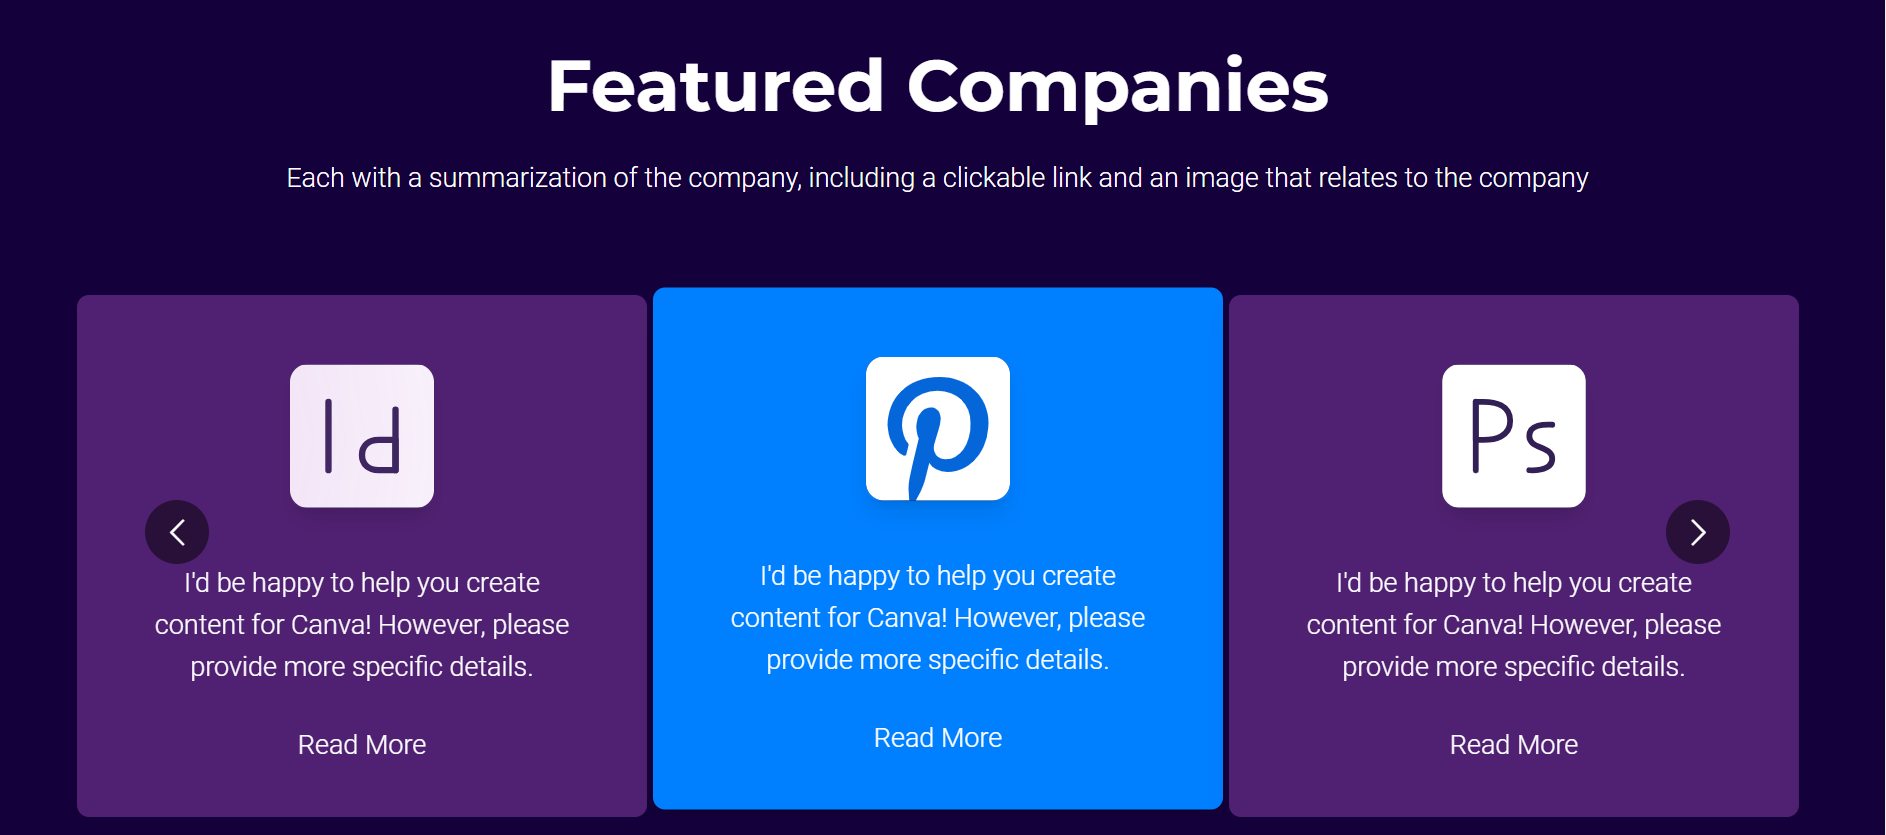 Featured Companies
Each with a summarization of the company, including a clickable link and an image that relates to the company
Id
I'd be happy to help you create
content for Canva! However, please
provide more specific details.
Read More
I'd be happy to help you create
content for Canva! However, please
provide more specific details.
Read More
Ps
I'd be happy to help you create
content for Canva! However, please
provide more specific details.
Read More